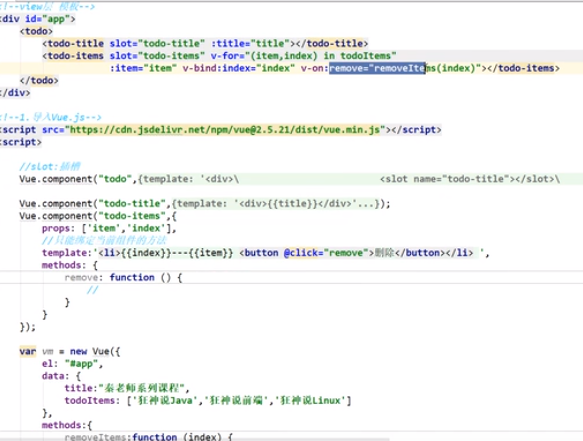 <!--view层 模板-->
<div id="app">
<todo>
<todo-title slot="todo-title" :title="title"></todo-title>
<todo-items slot="todo-items" v-for="(item,index) in todoItems"
:item="item" v-bind:index="index" v-on:remove="removeItems(index)"></todo-items>
</todo>
</div>
<!--1.导入Vue.js-->
<script src="https://cdn.jsdelivr.net/npm/vue@2.5.21/dist/vue.min.js"></script>
<script>
//slot:插槽
Vue.component("todo",{template: '<div>\ <slot name="todo-title"></slot>\
Vue.component("todo-title",{template: '<div>{{title}}</div>'...});
Vue.component("todo-items",{
props: ['item','index'],
//只能绑定当前组件的方法
template:'<li>{{index}}---{{item}} <button @click="remove">删除</button></li> ',
methods: {
remove: function () {
//
}
}
});
var vm = new Vue({
el: "#app",
data: {
title:"秦老师系列课程",
todoItems: ['狂神说Java','狂神说前端','狂神说Linux']
},
methods:{
removeItems:function (index) {